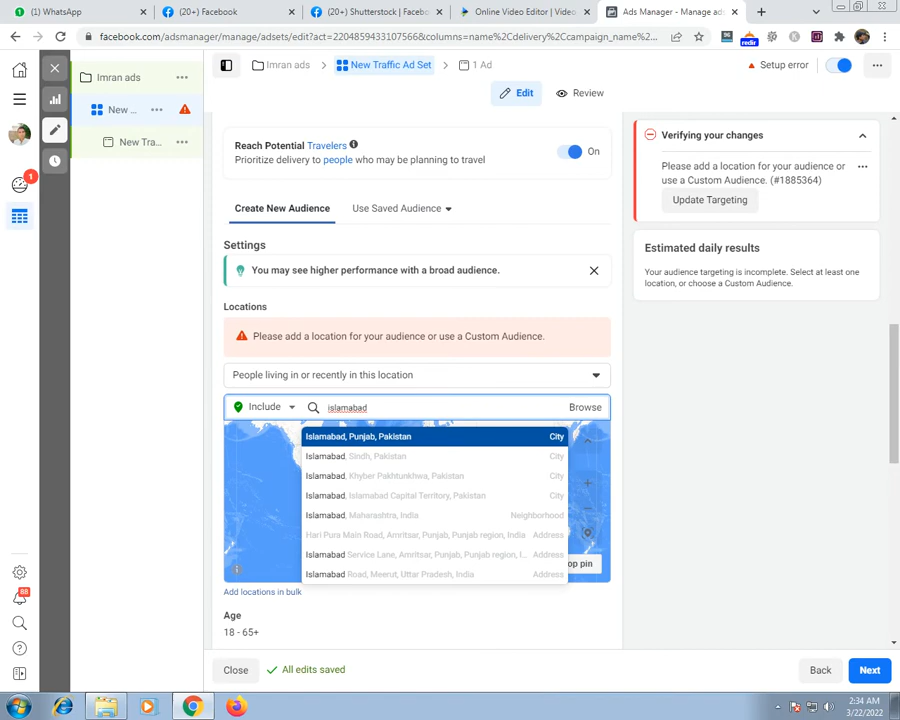 (1) WhatsApp
(20+) Facebook
(20+) Shutterstock | Facebo
Online Video Editor | Video
Ads Manager - Manage ads
facebook.com/adsmanager/manage/adsets/edit?act=2204859433107566&columns=name%2Cdelivery%2Ccampaign_name%...
Imran ads
New Traffic Ad Set
1 Ad
Setup error
Imran ads
New ...
New Tra...
Edit
Review
Reach Potential Travelers
Prioritize delivery to people who may be planning to travel
On
Create New Audience
Use Saved Audience
Settings
You may see higher performance with a broad audience.
Locations
Please add a location for your audience or use a Custom Audience.
People living in or recently in this location
Include
islamabad
Browse
Islamabad, Punjab, Pakistan City
Islamabad, Sindh, Pakistan City
Islamabad, Khyber Pakhtunkhwa, Pakistan City
Islamabad, Islamabad Capital Territory, Pakistan City
Islamabad, Maharashtra, India Neighborhood
Hari Pura Main Road, Amritsar, Punjab, Punjab region, India Address
Islamabad Service Lane, Amritsar, Punjab, Punjab region, I... Address
Islamabad Road, Meerut, Uttar Pradesh, India Address
op pin
Add locations in bulk
Age
18 - 65+
Verifying your changes
Please add a location for your audience or
use a Custom Audience. (#1885364)
Update Targeting
Estimated daily results
Your audience targeting is incomplete. Select at least one
location, or choose a Custom Audience.
1
88
Close
All edits saved
Back
Next
2:34 AM
3/22/2022